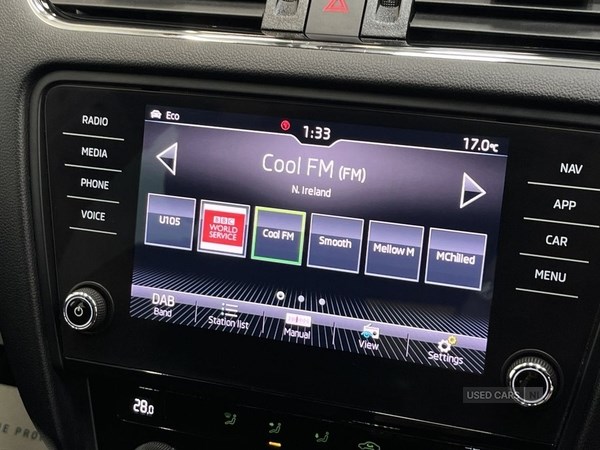 Eco
1:33
17.0℃
RADIO
MEDIA
PHONE
VOICE
Cool FM (FM)
N. Ireland
U105
BBC
WORLD
SERVICE
Cool FM
Smooth
Mellow M
MChilled
DAB
Band
Station list
Manual
View
Settings
NAV
APP
CAR
MENU
28.0
USED CARS NI